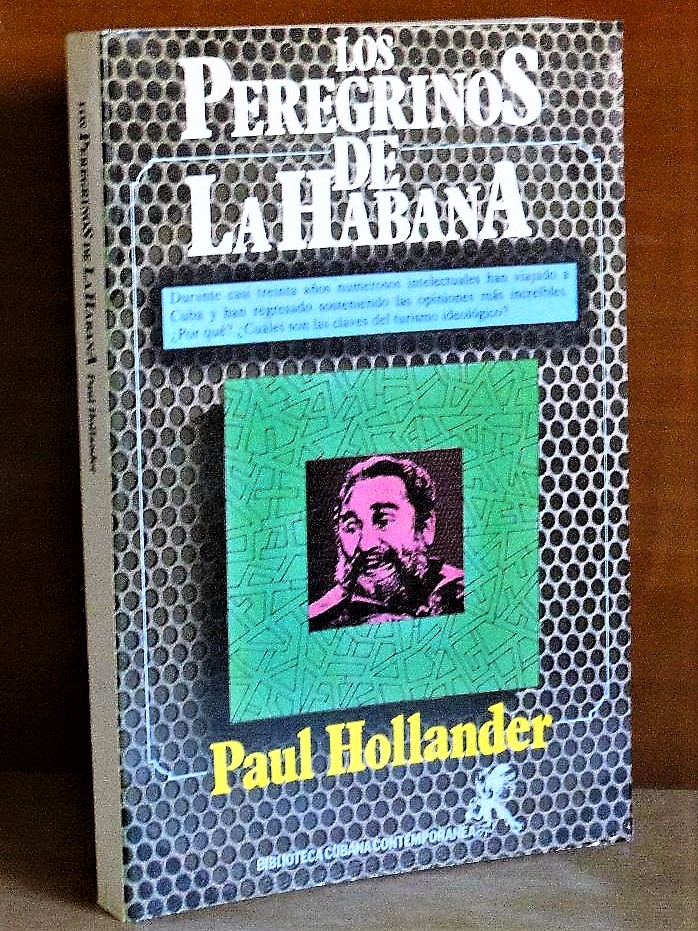 LOS
PEREGRINOS
DE
LA HABANA
Durante casi treinta años numerosos intelectuales han viajado a
Cuba y han regresado sosteniendo las opiniones más increíbles.
¿Por qué? ¿Cuáles son las claves del turismo ideológico?
Paul Hollander
BIBLIOTECA CUBANA CONTEMPORANEA
LOS PEREGRINOS DE LA HABANA Paul Hollander